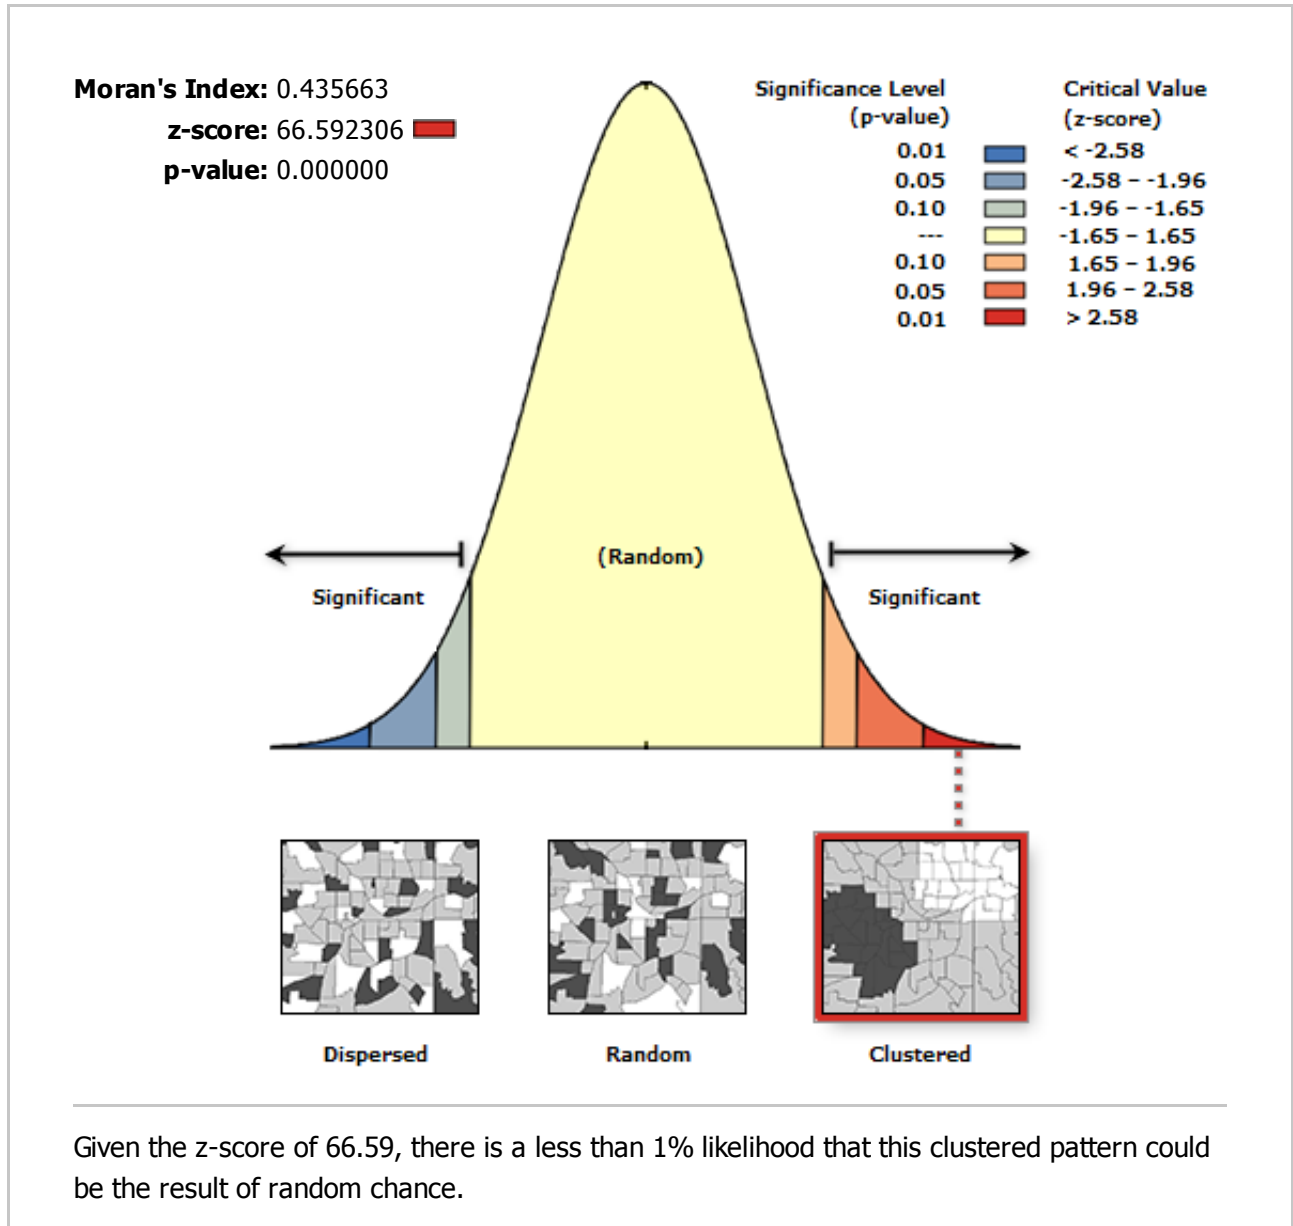 Moran's Index: 0.435663
z-score: 66.592306
p-value: 0.000000
Significance Level
(p-value)
Critical Value
(z-score)
0.01 < -2.58
0.05 -2.58 – -1.96
0.10 -1.96 – -1.65
--- -1.65 – 1.65
0.10 1.65 – 1.96
0.05 1.96 – 2.58
0.01 > 2.58
(Random)
Significant
Significant
Dispersed
Random
Clustered
Given the z-score of 66.59, there is a less than 1% likelihood that this clustered pattern could
be the result of random chance.